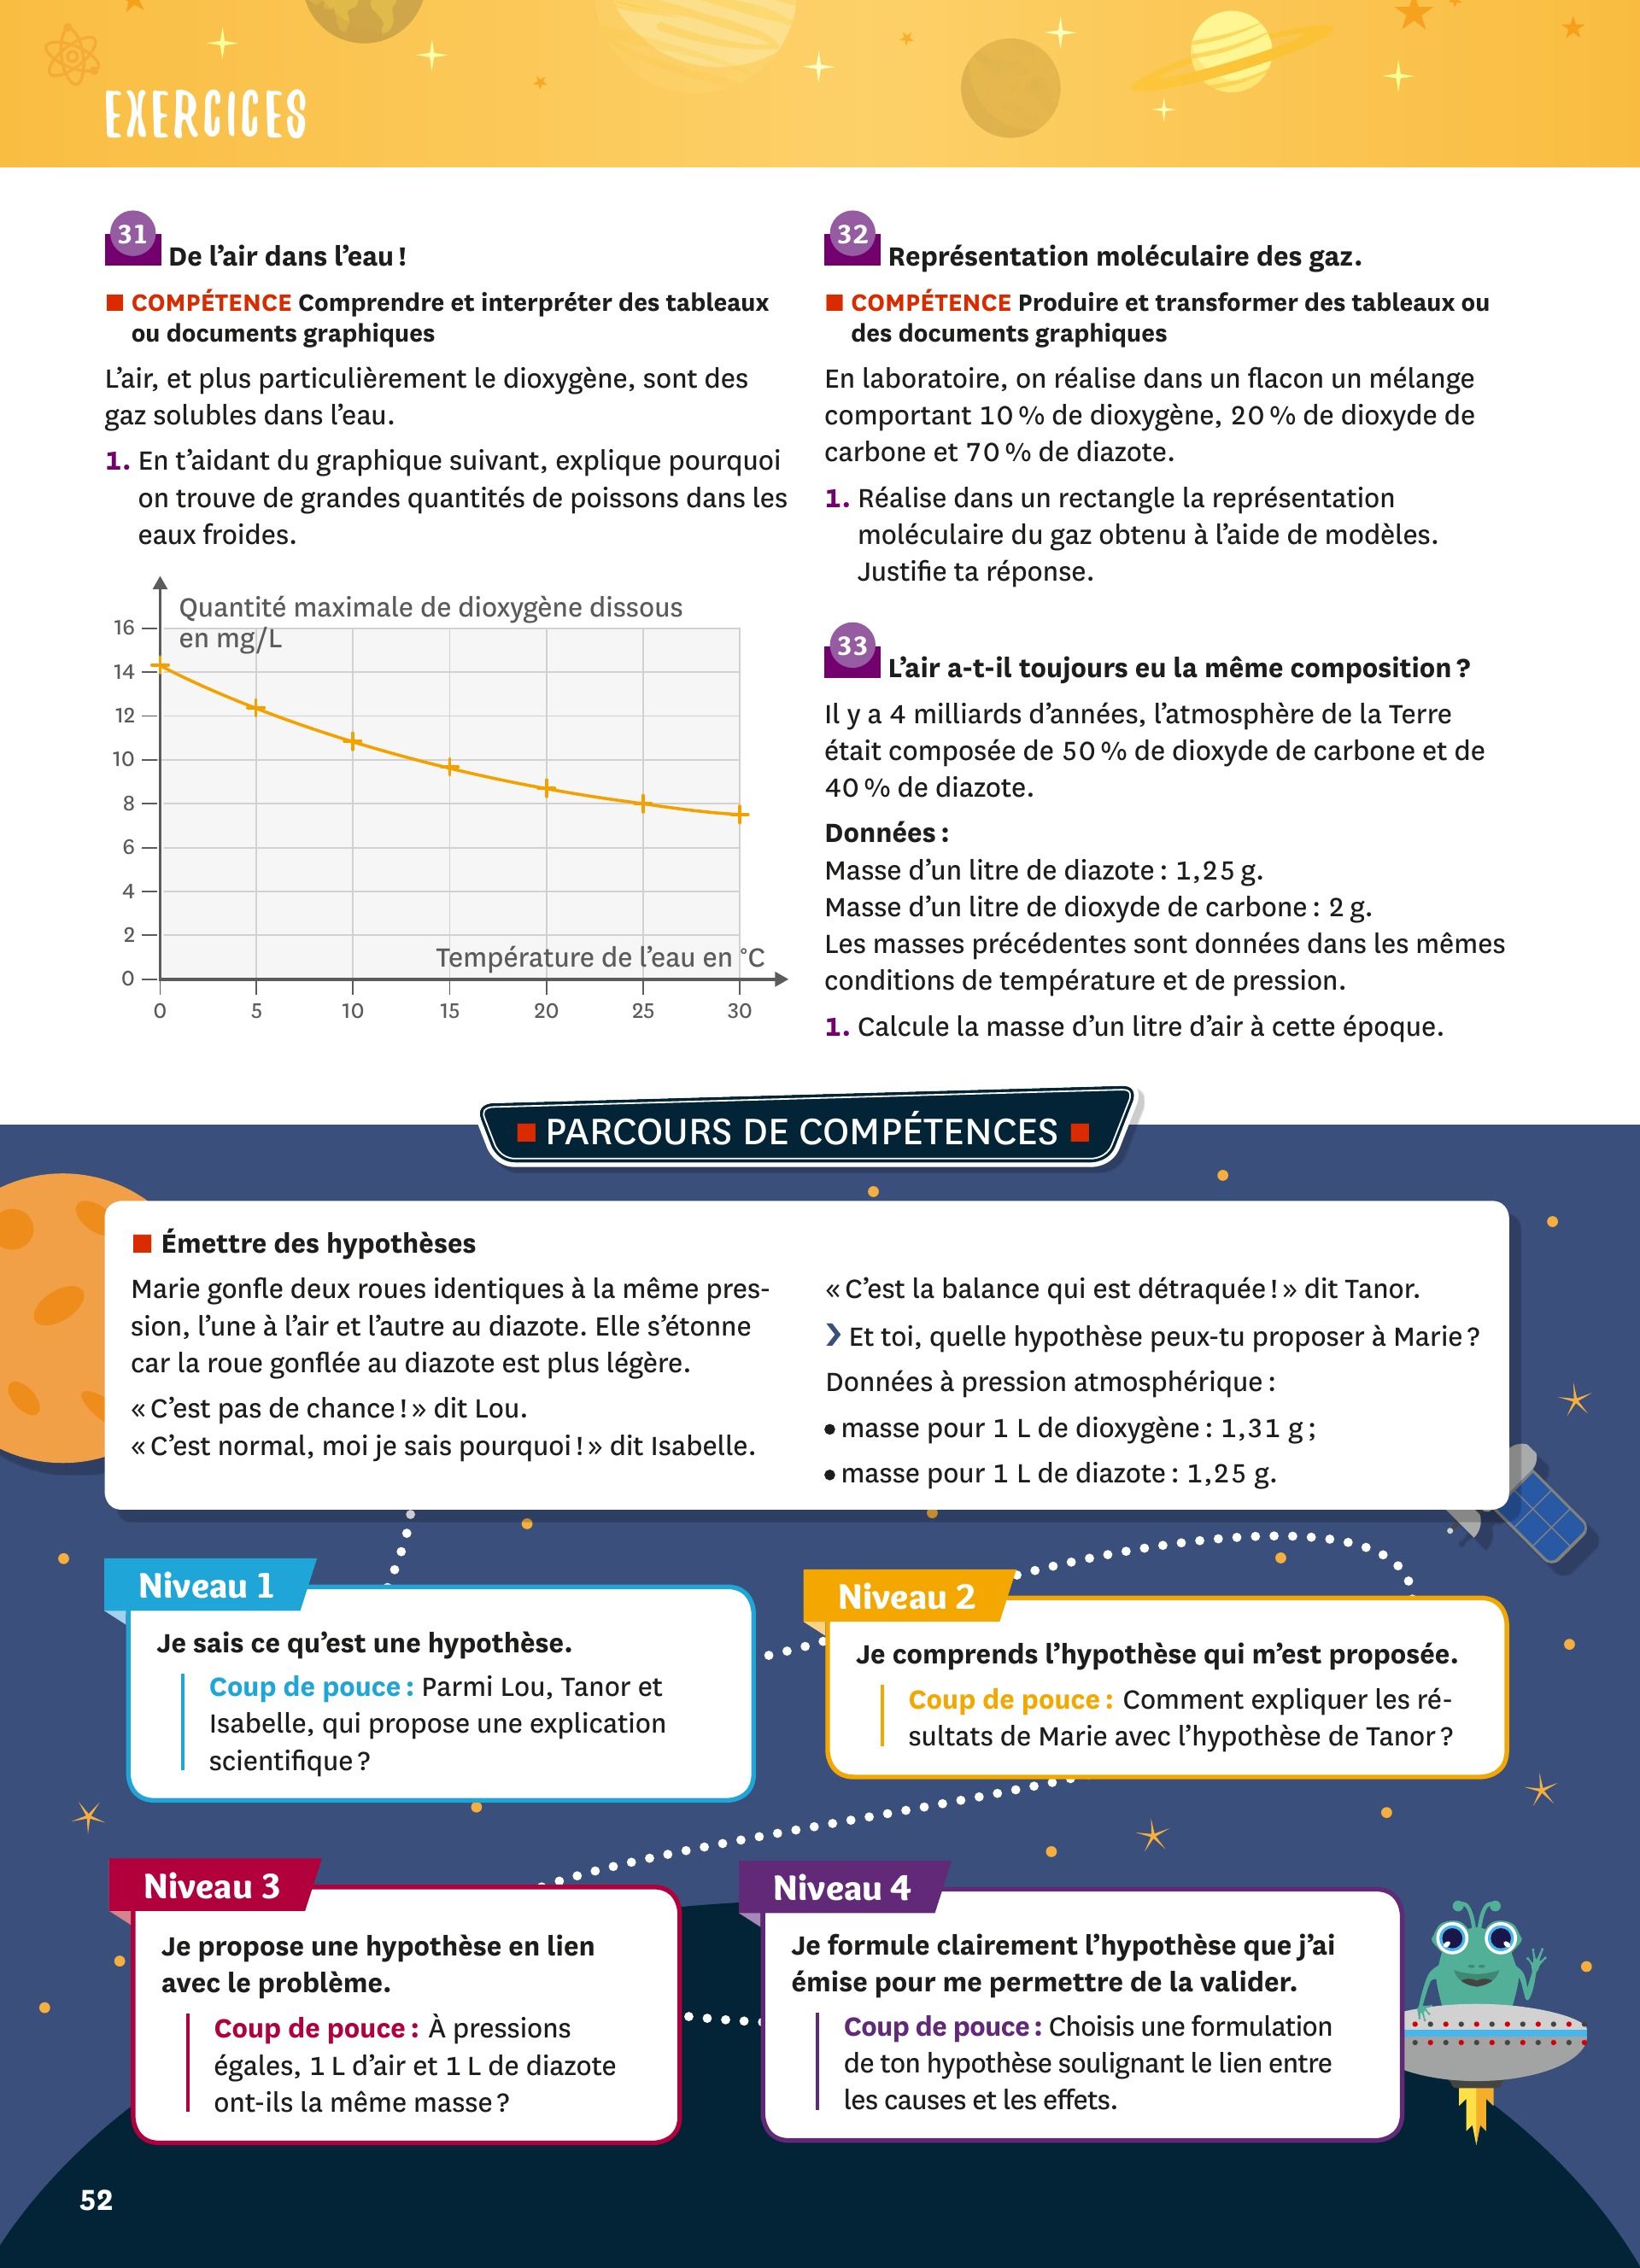 EXERCICES
31 De l’air dans l’eau !
■ COMPÉTENCE Comprendre et interpréter des tableaux
ou documents graphiques
L’air, et plus particulièrement le dioxygène, sont des
gaz solubles dans l’eau.
1. En t’aidant du graphique suivant, explique pourquoi
on trouve de grandes quantités de poissons dans les
eaux froides.
Quantité maximale de dioxygène dissous
en mg/L
16
14
12
10
8
6
4
2
0
Température de l’eau en °C
0 5 10 15 20 25 30
32 Représentation moléculaire des gaz.
■ COMPÉTENCE Produire et transformer des tableaux ou
des documents graphiques
En laboratoire, on réalise dans un flacon un mélange
comportant 10 % de dioxygène, 20 % de dioxyde de
carbone et 70 % de diazote.
1. Réalise dans un rectangle la représentation
moléculaire du gaz obtenu à l’aide de modèles.
Justifie ta réponse.
33 L’air a-t-il toujours eu la même composition ?
Il y a 4 milliards d’années, l’atmosphère de la Terre
était composée de 50 % de dioxyde de carbone et de
40 % de diazote.
Données :
Masse d’un litre de diazote : 1,25 g.
Masse d’un litre de dioxyde de carbone : 2 g.
Les masses précédentes sont données dans les mêmes
conditions de température et de pression.
1. Calcule la masse d’un litre d’air à cette époque.
■ PARCOURS DE COMPÉTENCES ■
■ Émettre des hypothèses
Marie gonfle deux roues identiques à la même pres-
sion, l’une à l’air et l’autre au diazote. Elle s’étonne
car la roue gonflée au diazote est plus légère.
« C’est pas de chance ! » dit Lou.
« C’est normal, moi je sais pourquoi ! » dit Isabelle.
« C’est la balance qui est détraquée ! » dit Tanor.
❯ Et toi, quelle hypothèse peux-tu proposer à Marie ?
Données à pression atmosphérique :
• masse pour 1 L de dioxygène : 1,31 g ;
• masse pour 1 L de diazote : 1,25 g.
Niveau 1
Je sais ce qu’est une hypothèse.
Coup de pouce : Parmi Lou, Tanor et
Isabelle, qui propose une explication
scientifique ?
Niveau 2
Je comprends l’hypothèse qui m’est proposée.
Coup de pouce : Comment expliquer les ré-
sultats de Marie avec l’hypothèse de Tanor ?
Niveau 3
Je propose une hypothèse en lien
avec le problème.
Coup de pouce : À pressions
égales, 1 L d’air et 1 L de diazote
ont-ils la même masse ?
Niveau 4
Je formule clairement l’hypothèse que j’ai
émise pour me permettre de la valider.
Coup de pouce : Choisis une formulation
de ton hypothèse soulignant le lien entre
les causes et les effets.
52